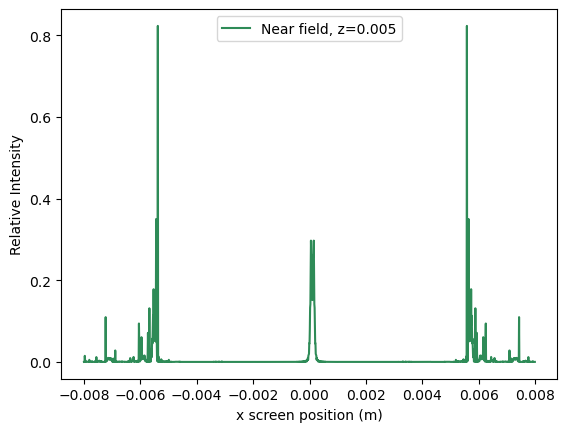 Near field, z=0.005
Relative Intensity
0.8
0.6
0.4
0.2
0.0
−0.008 −0.006 −0.004 −0.002 0.000 0.002 0.004 0.006 0.008
x screen position (m)